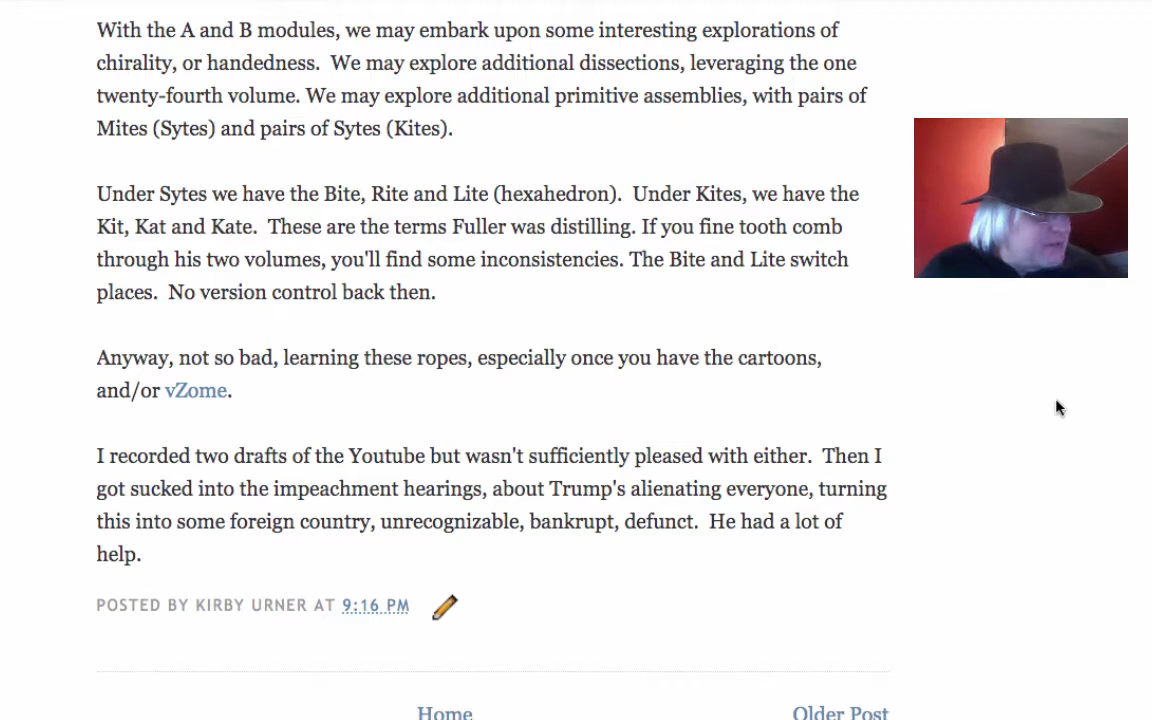 With the A and B modules, we may embark upon some interesting explorations of
chirality, or handedness.  We may explore additional dissections, leveraging the one
twenty-fourth volume. We may explore additional primitive assemblies, with pairs of
Mites (Sytes) and pairs of Sytes (Kites).
Under Sytes we have the Bite, Rite and Lite (hexahedron).  Under Kites, we have the
Kit, Kat and Kate.  These are the terms Fuller was distilling. If you fine tooth comb
through his two volumes, you'll find some inconsistencies. The Bite and Lite switch
places.  No version control back then.
Anyway, not so bad, learning these ropes, especially once you have the cartoons,
and/or vZome.
I recorded two drafts of the Youtube but wasn't sufficiently pleased with either.  Then I
got sucked into the impeachment hearings, about Trump's alienating everyone, turning
this into some foreign country, unrecognizable, bankrupt, defunct.  He had a lot of
help.
POSTED BY KIRBY URNER AT 9:16 PM
Home Older Post